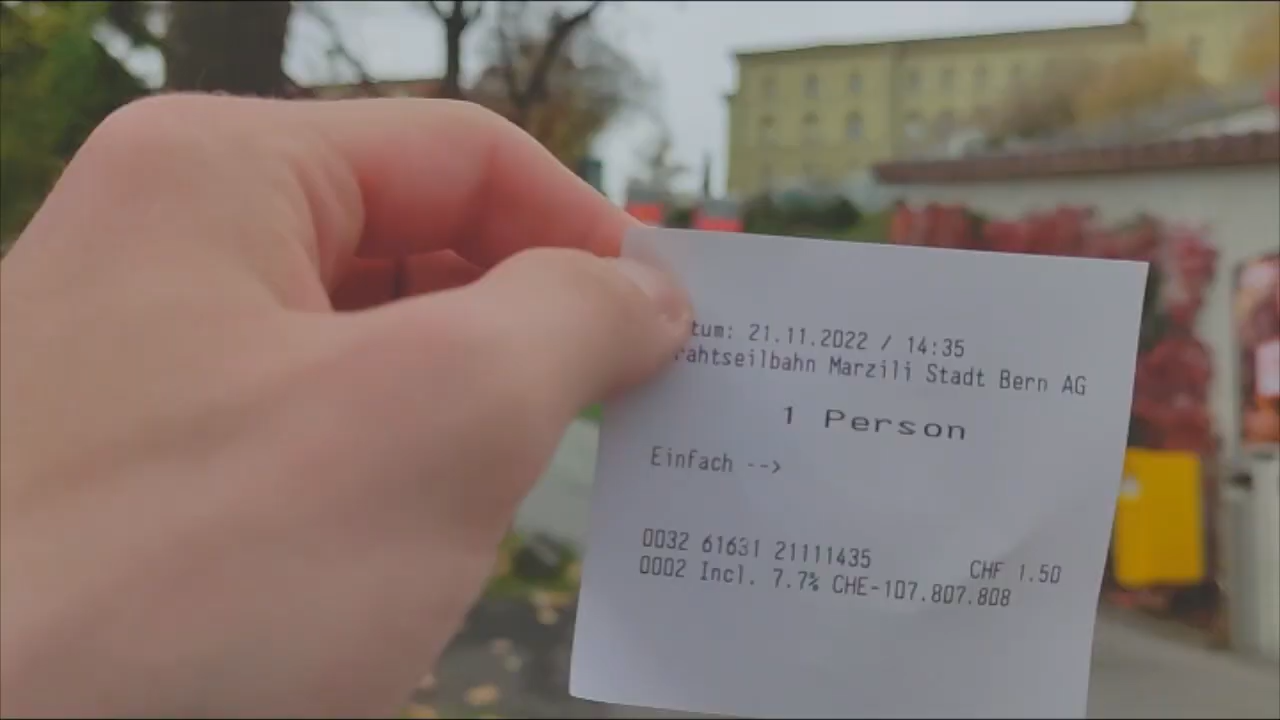 tum: 21.11.2022 / 14:35
rahtseilbahn Marzili Stadt Bern AG
1 Person
Einfach -->
0032 61631 21111435 CHF 1.50
0002 Incl. 7.7% CHE-107.807.808